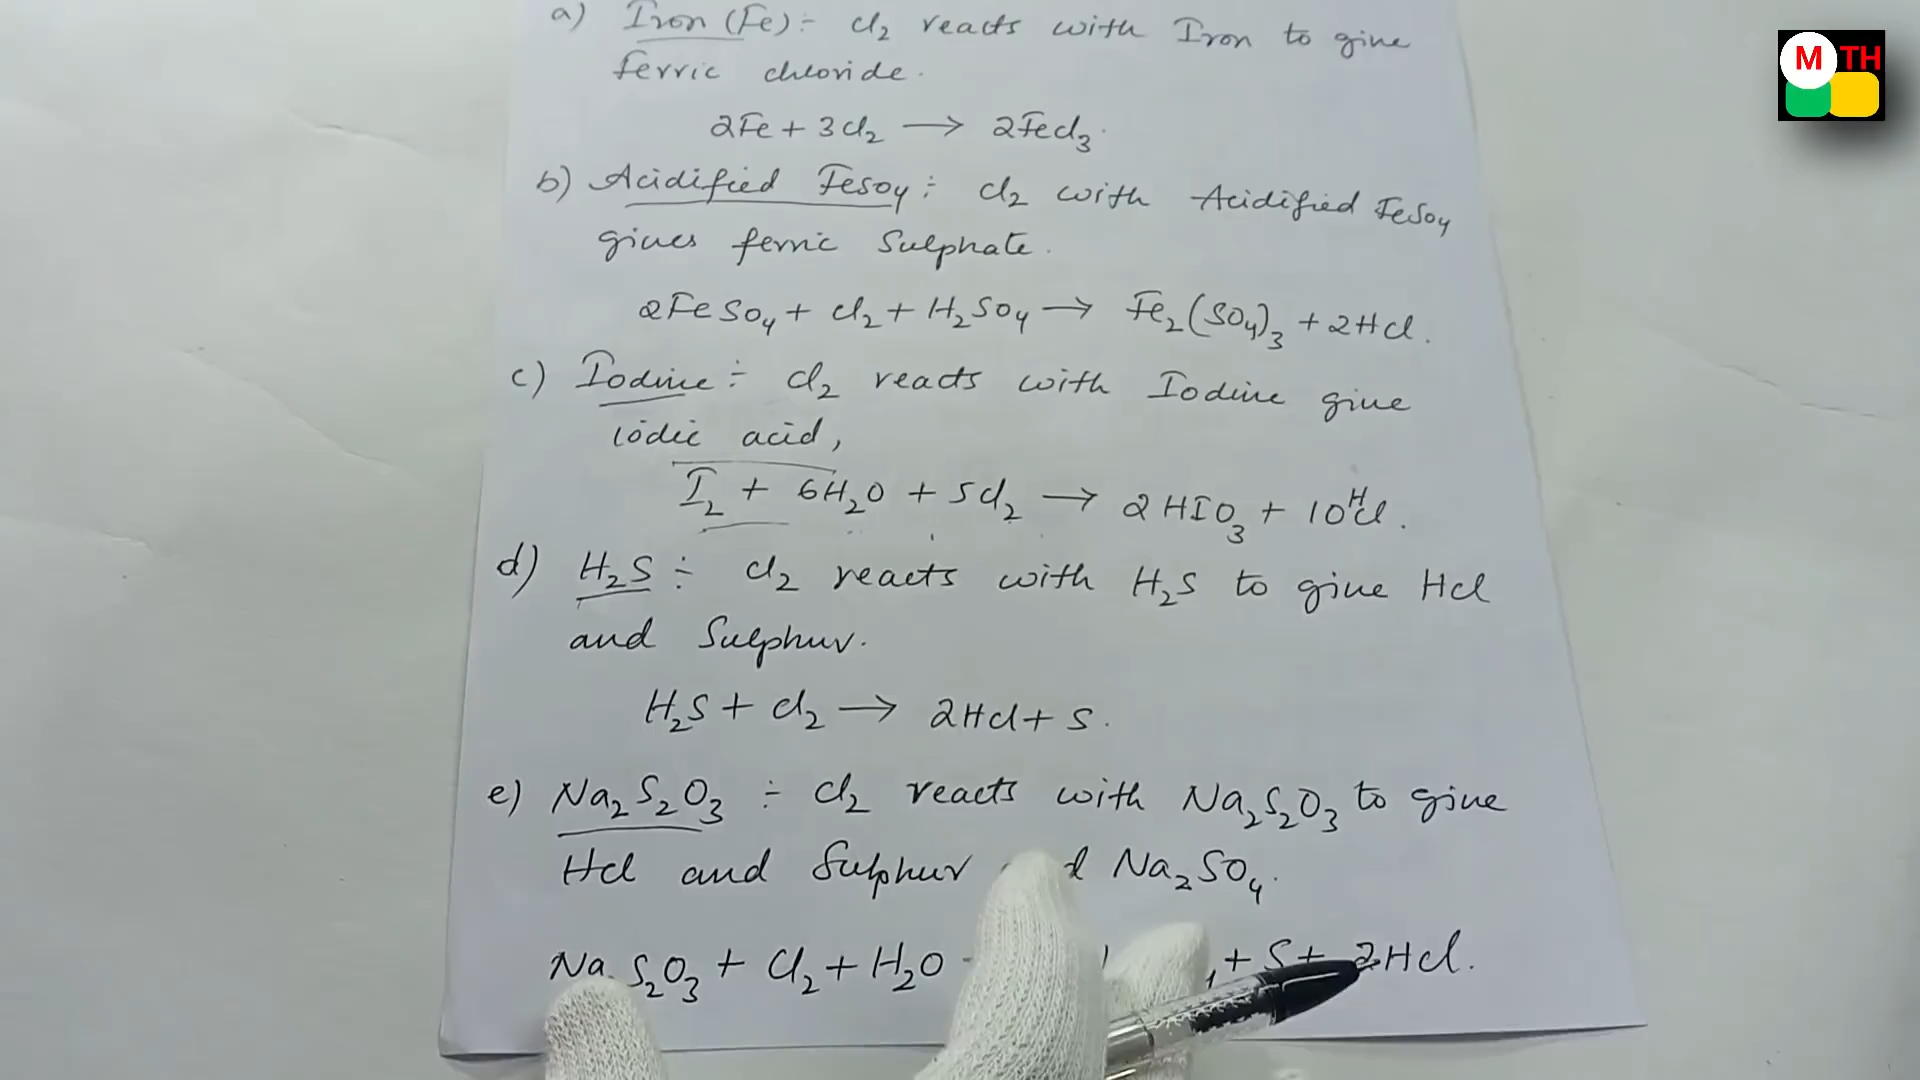 a) Iron (Fe) :- Cl2 reacts with Iron to give
ferric chloride.
2Fe + 3Cl2 → 2FeCl3.
b) Acidified FeSO4 :- Cl2 with Acidified FeSO4
gives ferric Sulphate.
2FeSO4 + Cl2 + H2SO4 → Fe2(SO4)3 + 2HCl.
c) Iodine :- Cl2 reacts with Iodine give
iodic acid,
I2 + 6H2O + 5Cl2 → 2HIO3 + 10HCl.
d) H2S :- Cl2 reacts with H2S to give HCl
and Sulphur.
H2S + Cl2 → 2HCl + S.
e) Na2S2O3 :- Cl2 reacts with Na2S2O3 to give
HCl and Sulphur Na2SO4.
Na S2O3 + Cl2 + H2O + S + 2HCl.
M TH